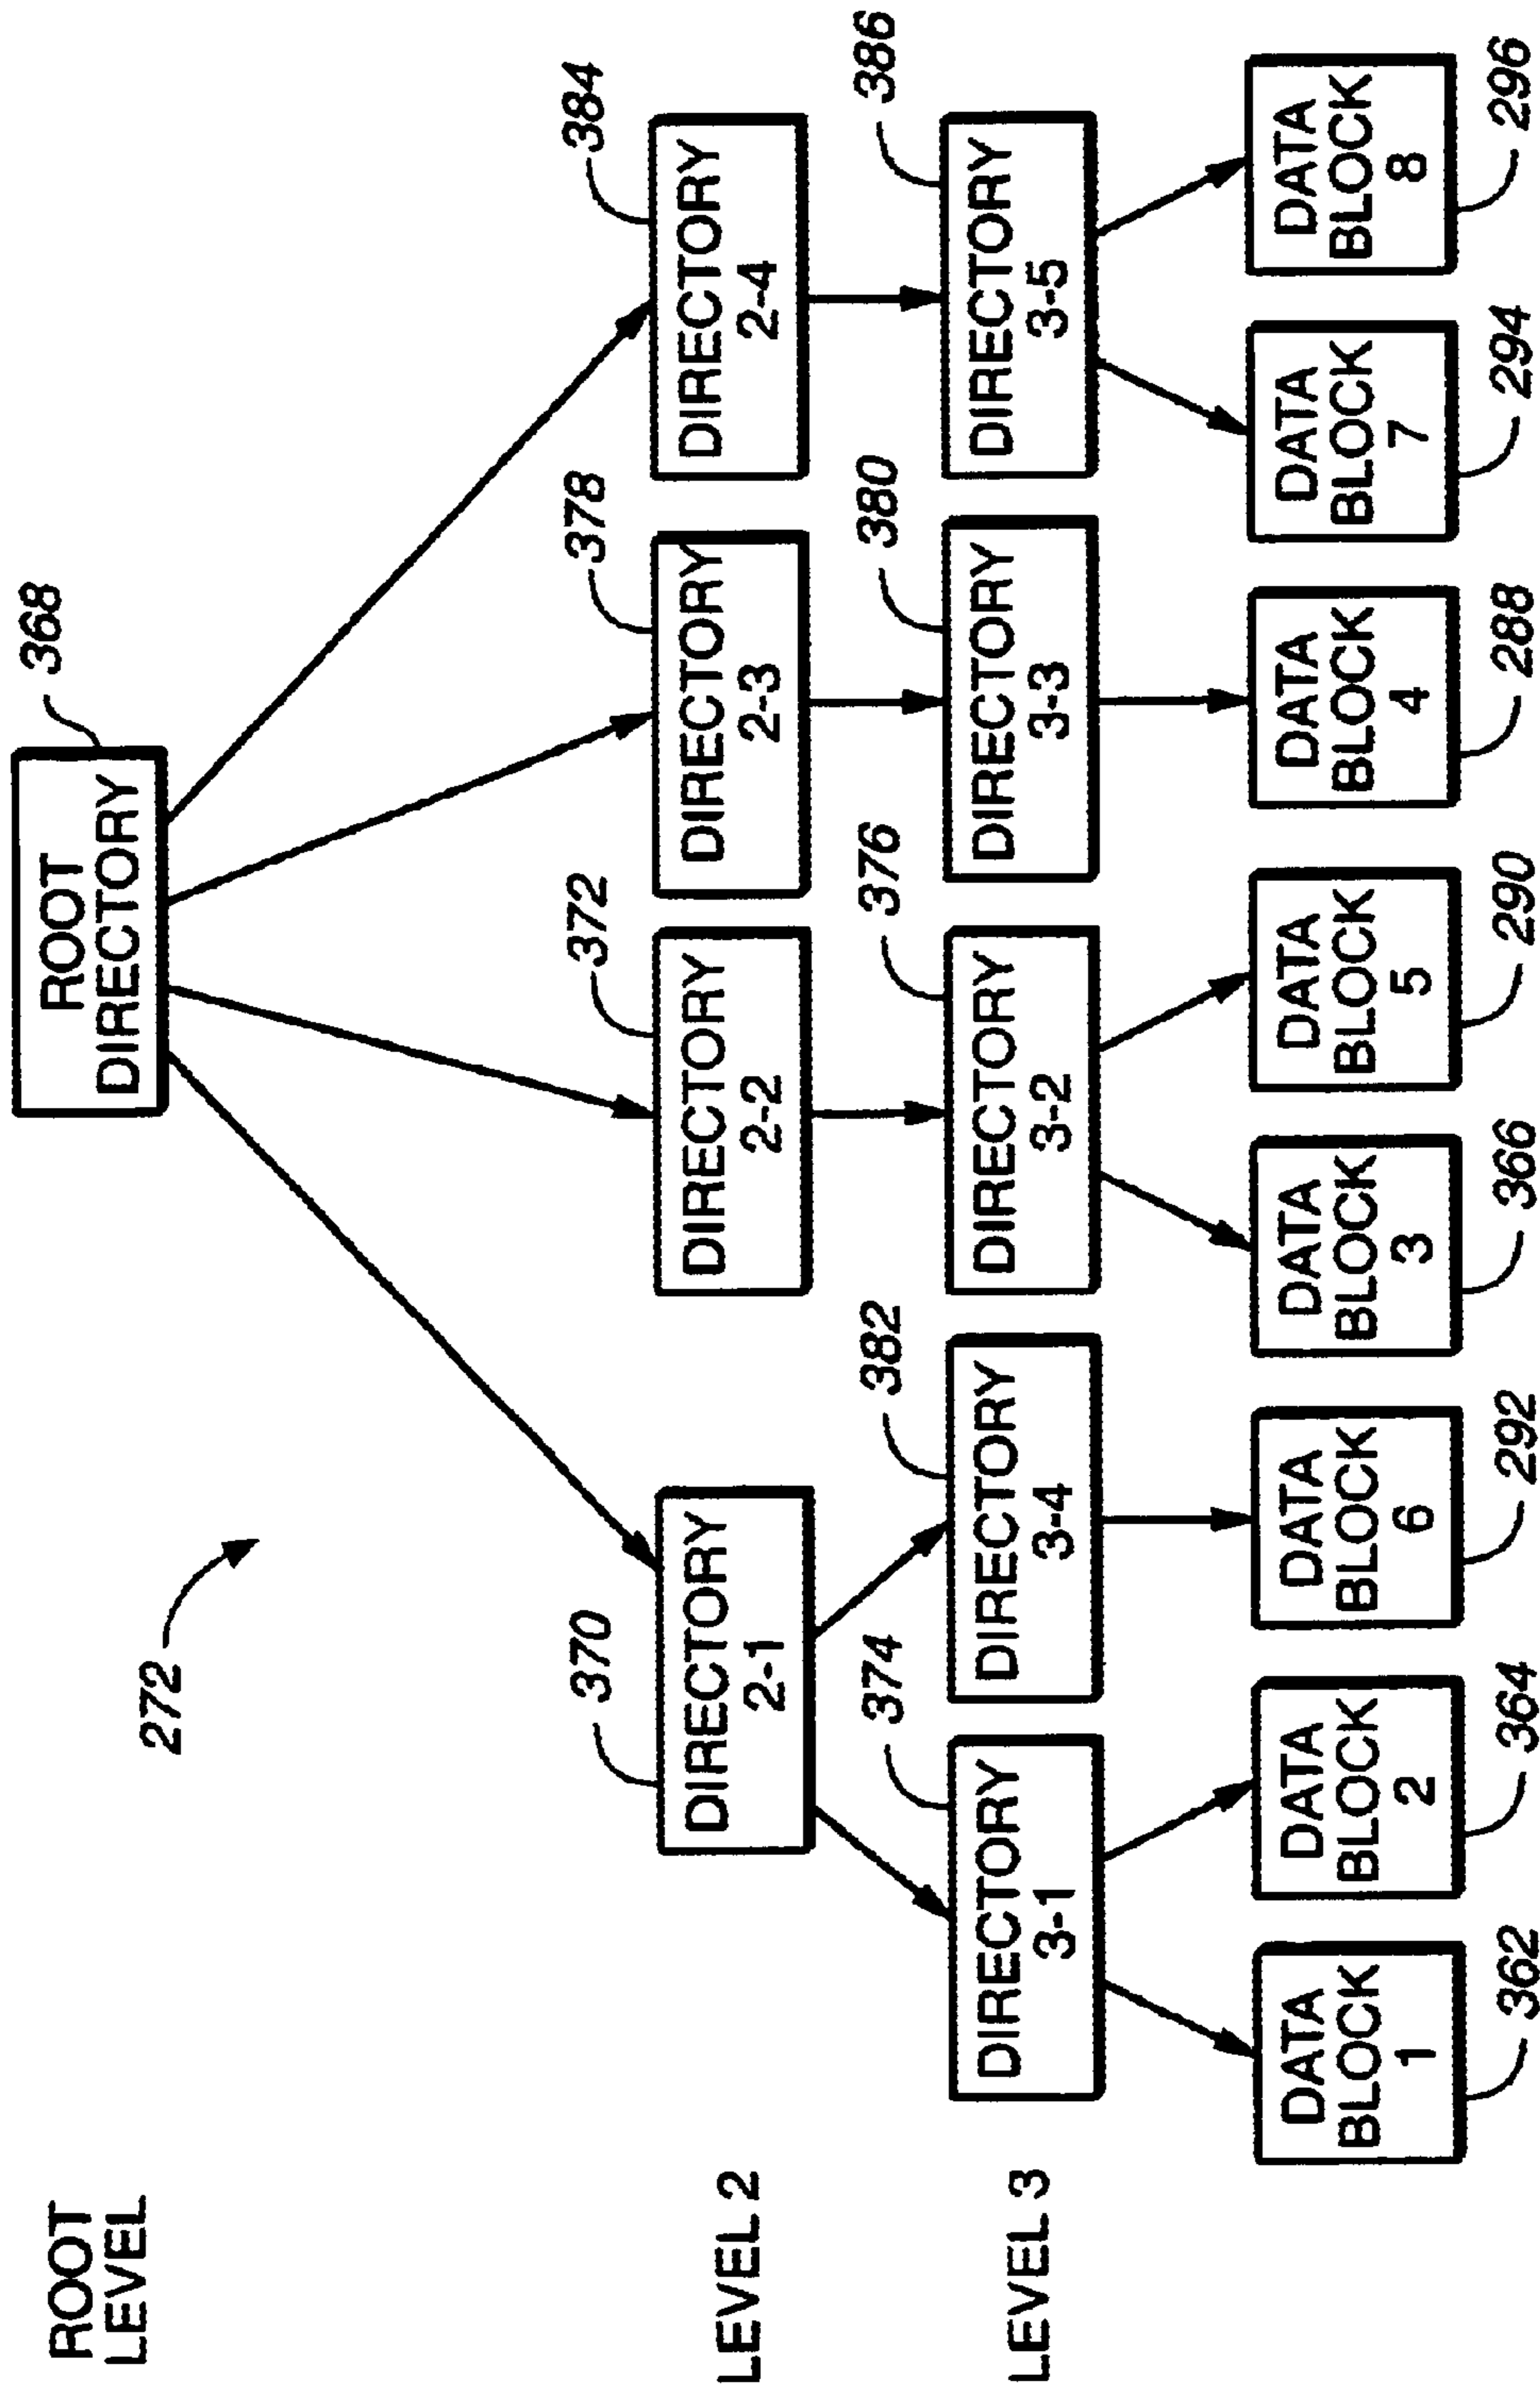 ROOT
LEVEL
ROOT
DIRECTORY
368
272
LEVEL 2
370
DIRECTORY
2-1
372
DIRECTORY
2-2
378
DIRECTORY
2-3
384
DIRECTORY
2-4
LEVEL 3
374
DIRECTORY
3-1
382
DIRECTORY
3-4
376
DIRECTORY
3-2
380
DIRECTORY
3-3
386
DIRECTORY
3-5
DATA
BLOCK
1
362
DATA
BLOCK
2
364
DATA
BLOCK
6
292
DATA
BLOCK
3
366
DATA
BLOCK
5
290
DATA
BLOCK
4
288
DATA
BLOCK
7
294
DATA
BLOCK
8
296